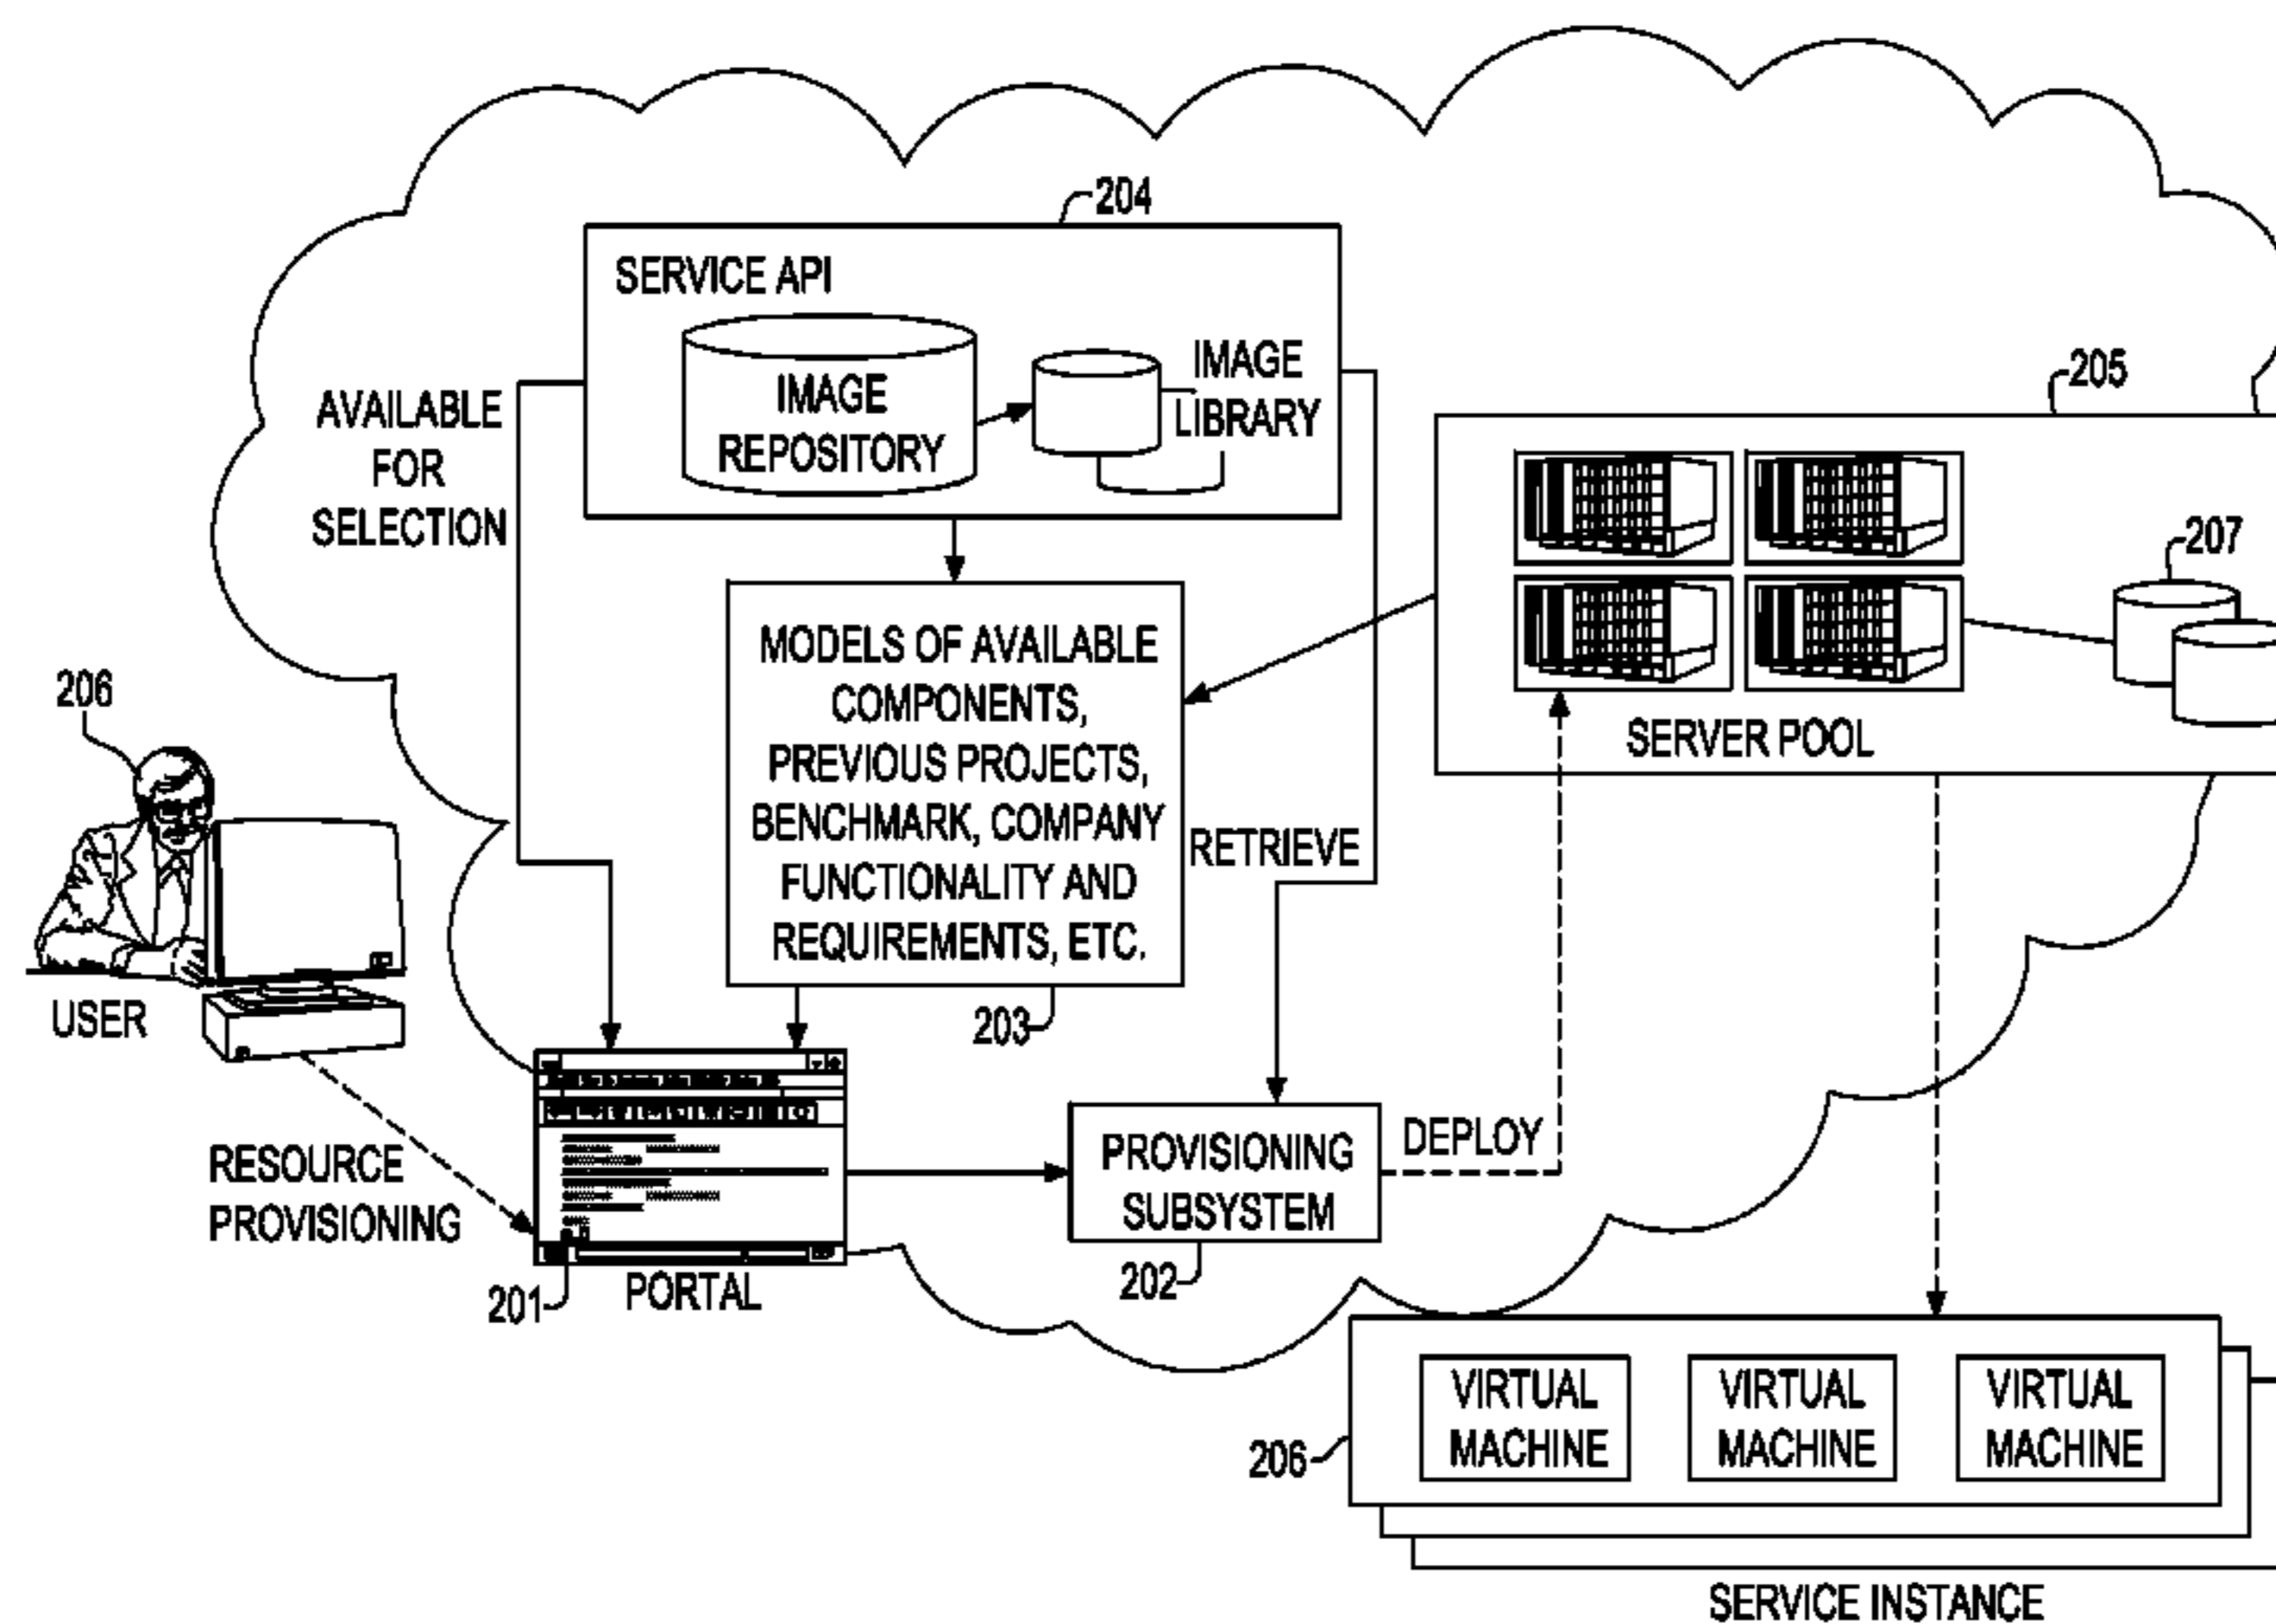 204
SERVICE API
IMAGE
REPOSITORY
IMAGE
LIBRARY
AVAILABLE
FOR
SELECTION
205
207
SERVER POOL
MODELS OF AVAILABLE
COMPONENTS,
PREVIOUS PROJECTS,
BENCHMARK, COMPANY
FUNCTIONALITY AND
REQUIREMENTS, ETC.
203
RETRIEVE
206
USER
RESOURCE
PROVISIONING
201
PORTAL
PROVISIONING
SUBSYSTEM
202
DEPLOY
206
VIRTUAL
MACHINE
VIRTUAL
MACHINE
VIRTUAL
MACHINE
SERVICE INSTANCE